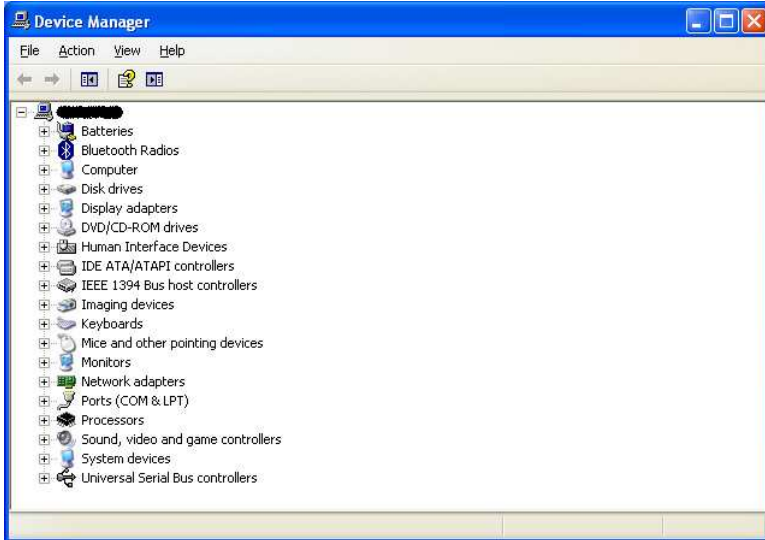 Device Manager
File Action View Help
Batteries
Bluetooth Radios
Computer
Disk drives
Display adapters
DVD/CD-ROM drives
Human Interface Devices
IDE ATA/ATAPI controllers
IEEE 1394 Bus host controllers
Imaging devices
Keyboards
Mice and other pointing devices
Monitors
Network adapters
Ports (COM & LPT)
Processors
Sound, video and game controllers
System devices
Universal Serial Bus controllers